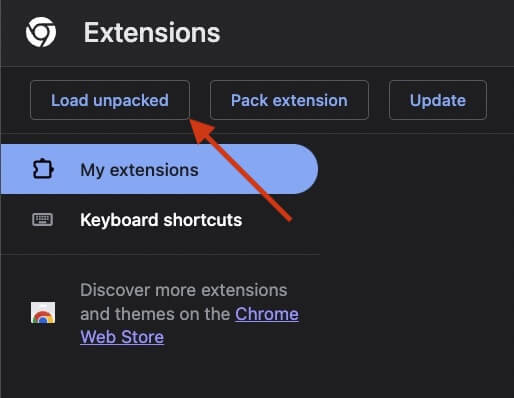 Extensions
Load unpacked
Pack extension
Update
My extensions
Keyboard shortcuts
Discover more extensions
and themes on the Chrome
Web Store